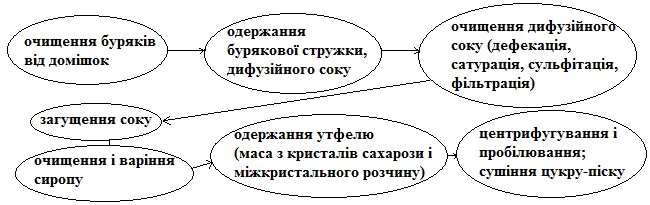 очищення буряків
від домішок
одержання
бурякової стружки,
дифузійного соку
очищення дифузійного
соку (дефекація,
сатурація, сульфітація,
фільтрація)
загущення соку
очищення і варіння
сиропу
одержання утфелю
(маса з кристалів сахарози і
міжкристального розчину)
центрифугування і
пробілювання;
сушіння цукру-піску